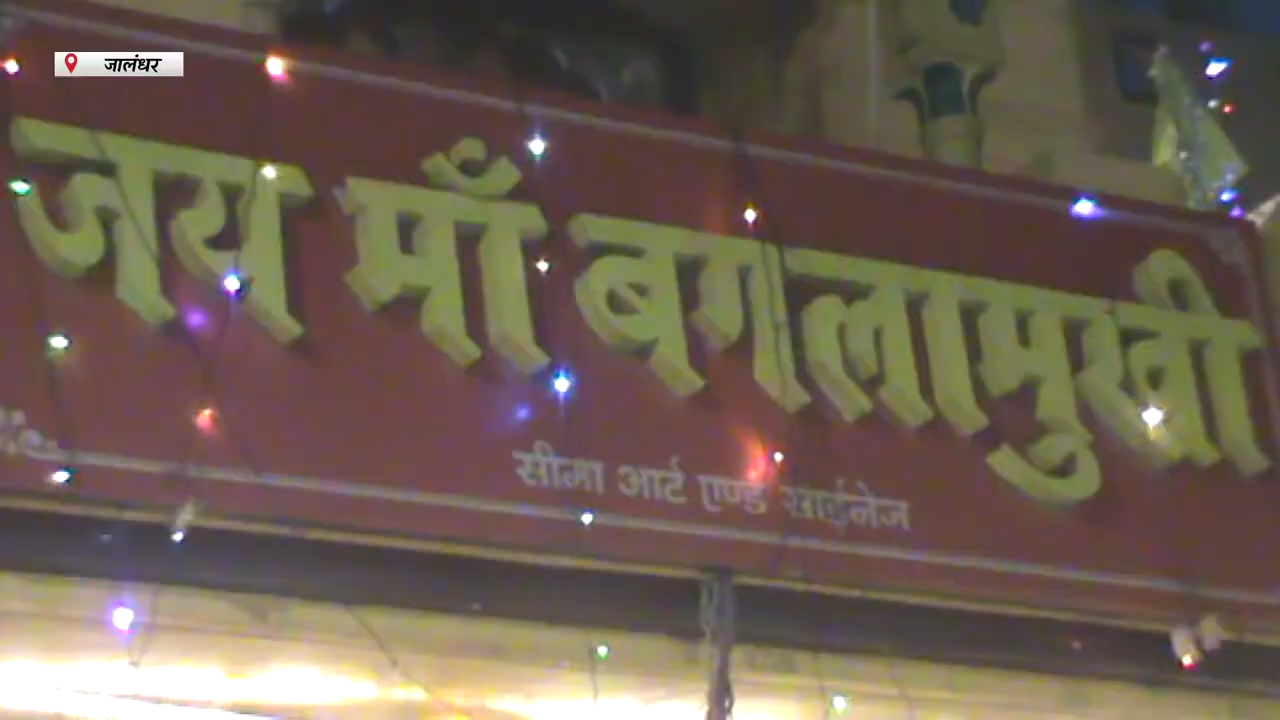 जालंधर
जय माँ बगलामुखी
सीमा आर्ट एण्ड साईनेज